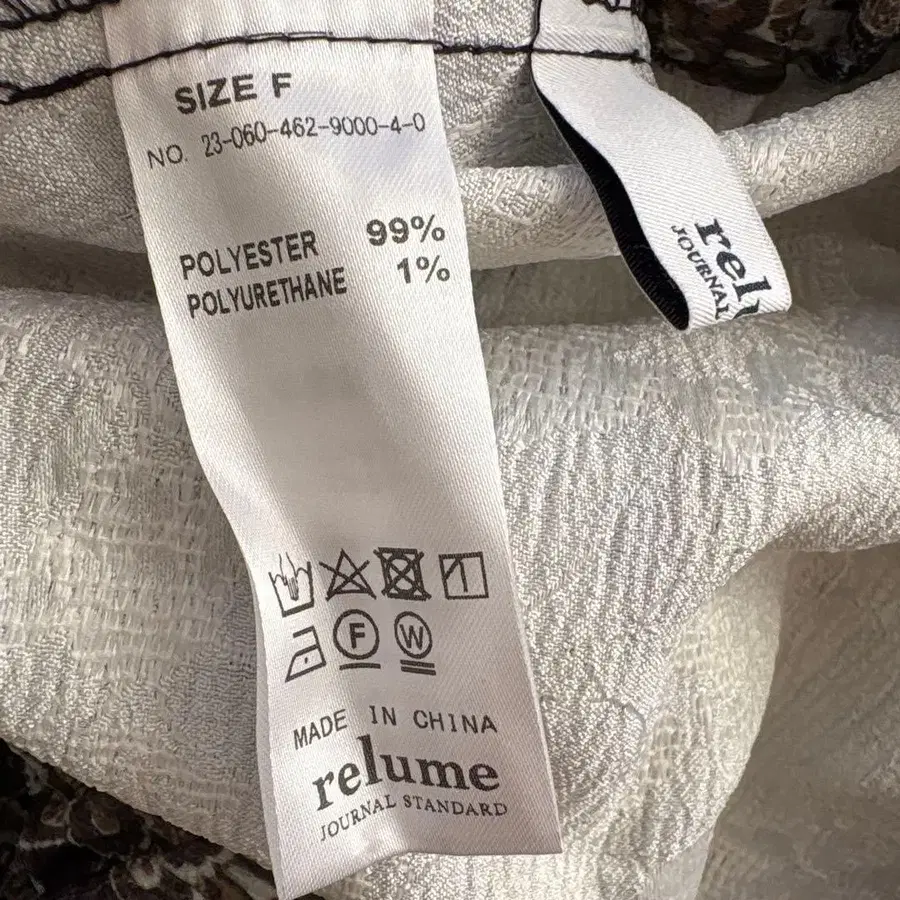 SIZE F
NO. 23-060-462-9000-4-0
POLYESTER 99%
POLYURETHANE 1%
F W
MADE IN CHINA
relume
JOURNAL STANDARD
JOURNAL